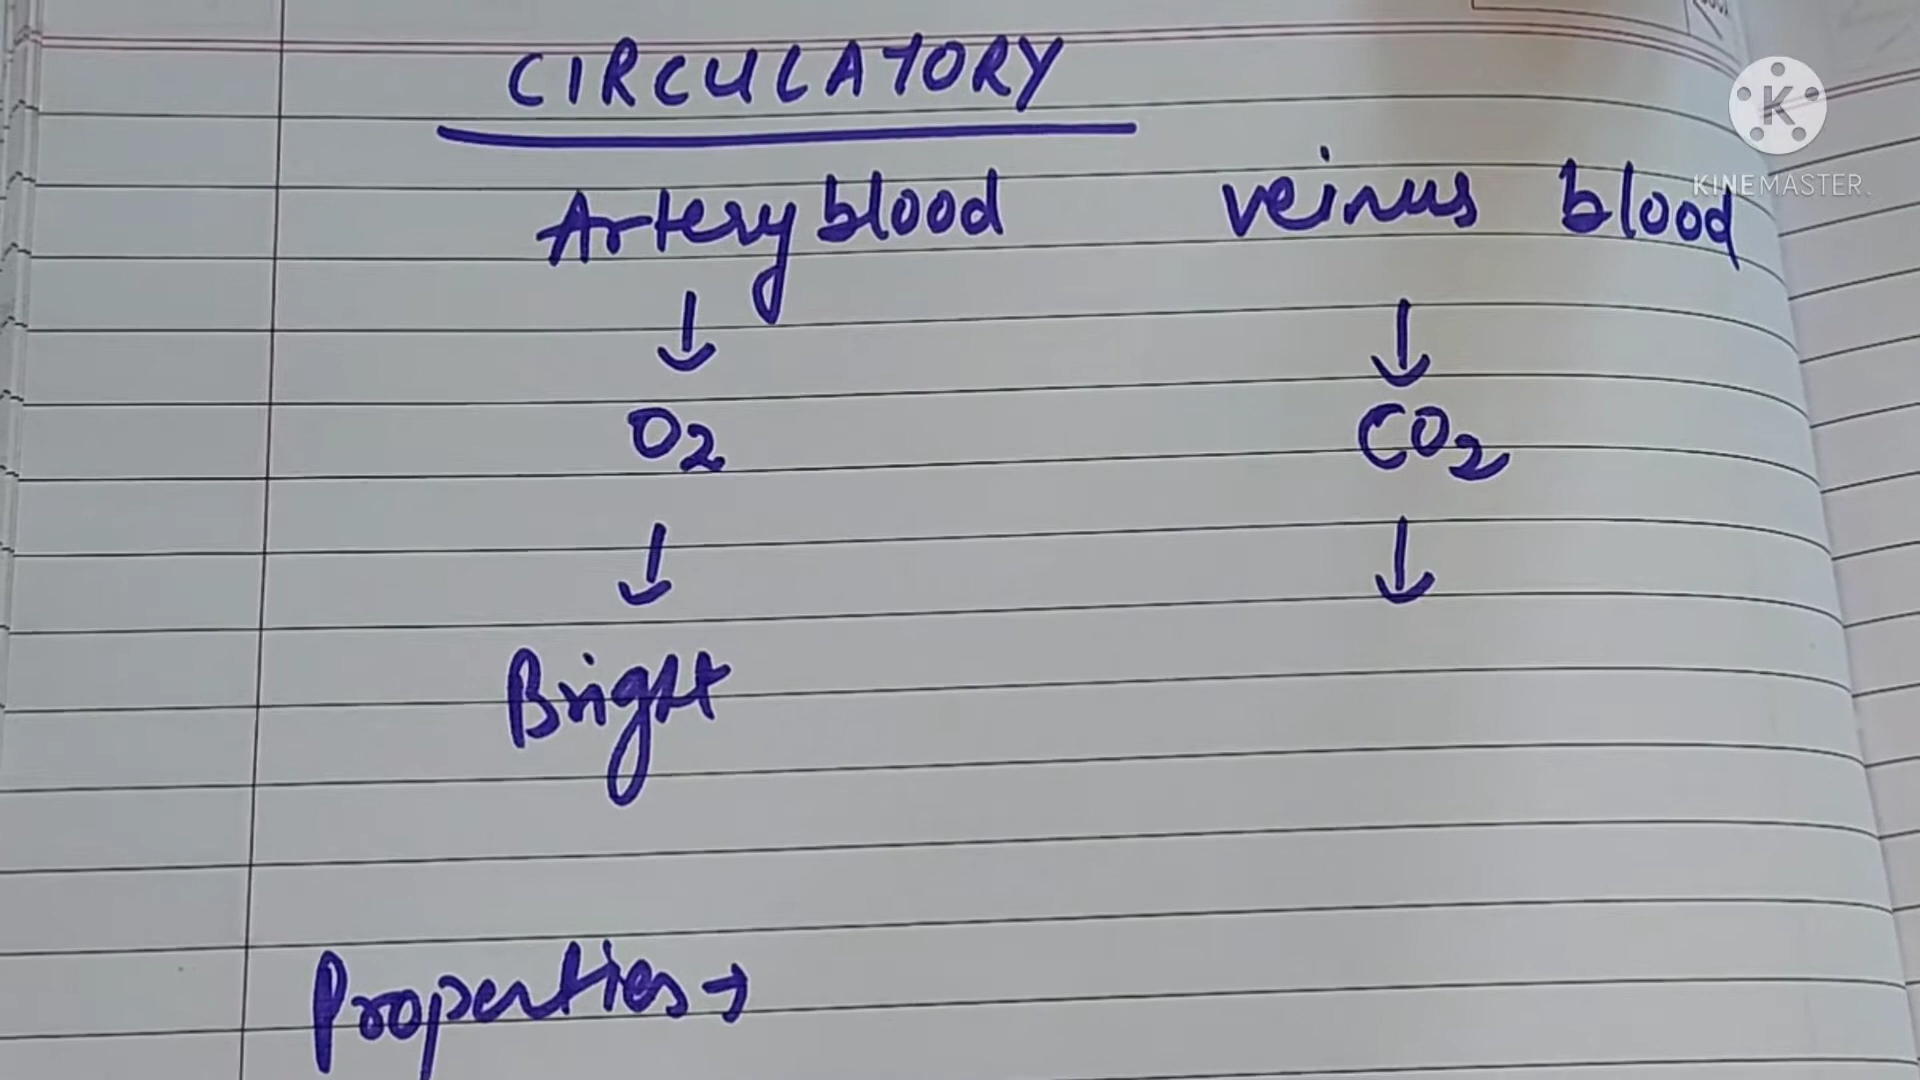 CIRCULATORY
Artery blood veinus blood
↓ ↓
O2 CO2
↓ ↓
Bright
Properties →
K
KINEMASTER